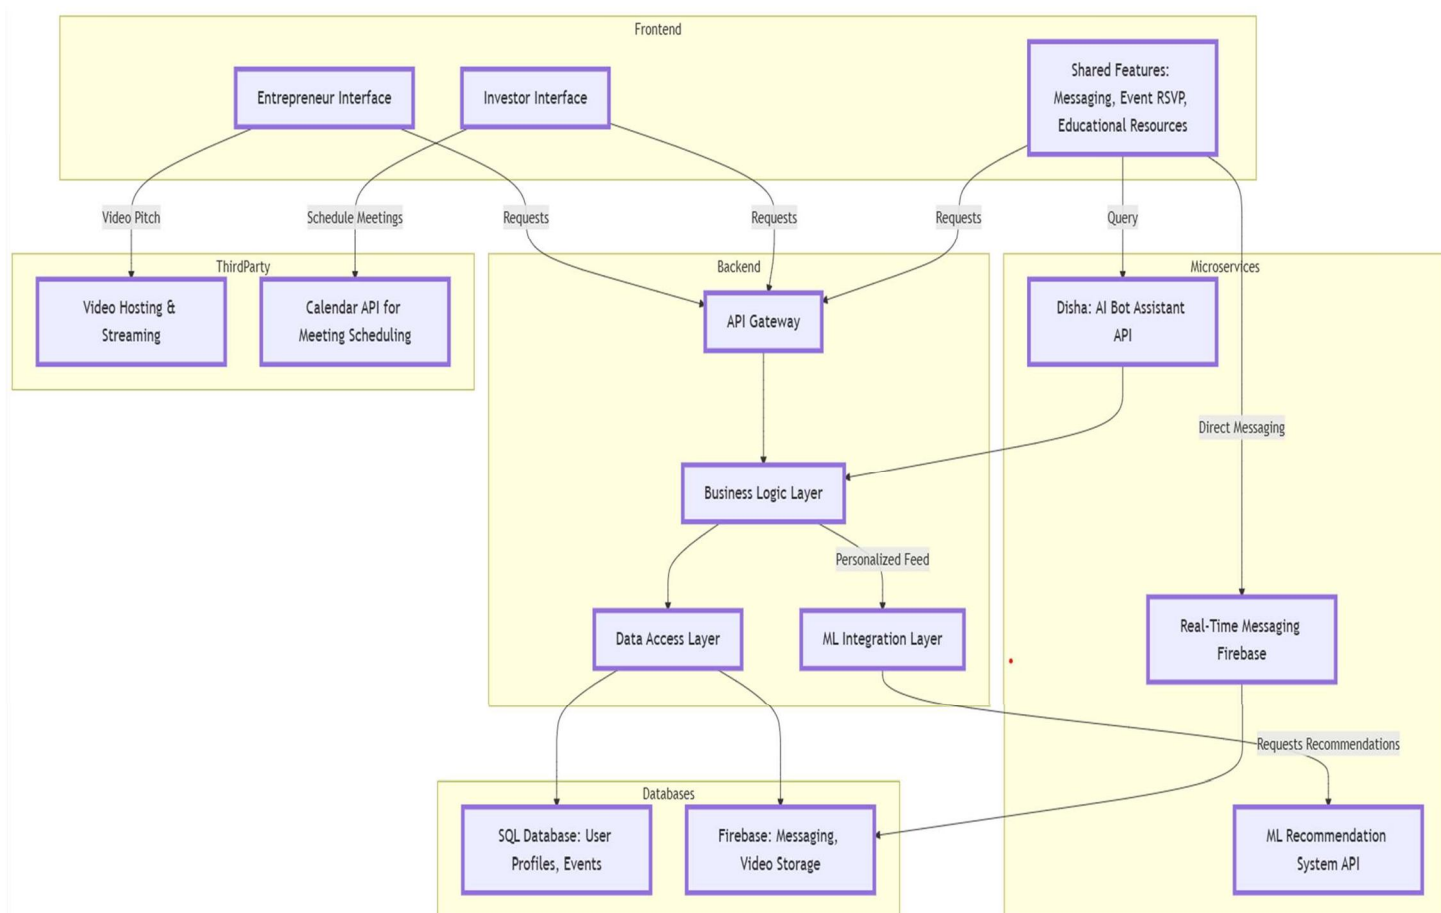 Frontend
Entrepreneur Interface
Investor Interface
Shared Features:
Messaging, Event RSVP,
Educational Resources
Video Pitch
Schedule Meetings
Requests
Requests
Requests
Query
ThirdParty
Video Hosting &
Streaming
Calendar API for
Meeting Scheduling
Backend
API Gateway
Microservices
Disha: AI Bot Assistant
API
Direct Messaging
Business Logic Layer
Personalized Feed
Data Access Layer
ML Integration Layer
Real-Time Messaging
Firebase
Requests Recommendations
Databases
SQL Database: User
Profiles, Events
Firebase: Messaging,
Video Storage
ML Recommendation
System API